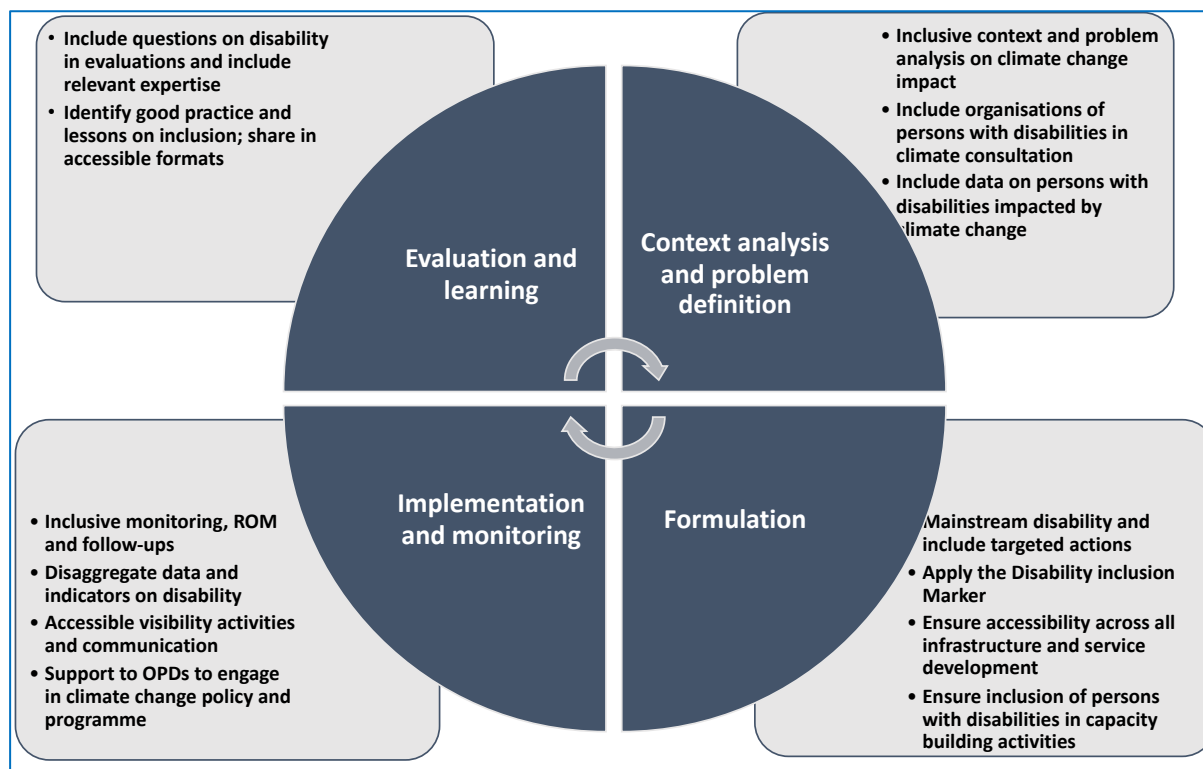 • Include questions on disability
in evaluations and include
relevant expertise
• Identify good practice and
lessons on inclusion; share in
accessible formats
• Inclusive context and problem
analysis on climate change
impact
• Include organisations of
persons with disabilities in
climate consultation
• Include data on persons with
disabilities impacted by
climate change
Evaluation and
learning
Context analysis
and problem
definition
Implementation
and monitoring
Formulation
• Inclusive monitoring, ROM
and follow-ups
• Disaggregate data and
indicators on disability
• Accessible visibility activities
and communication
• Support to OPDs to engage
in climate change policy and
programme
Mainstream disability and
include targeted actions
• Apply the Disability inclusion
Marker
• Ensure accessibility across all
infrastructure and service
development
• Ensure inclusion of persons
with disabilities in capacity
building activities